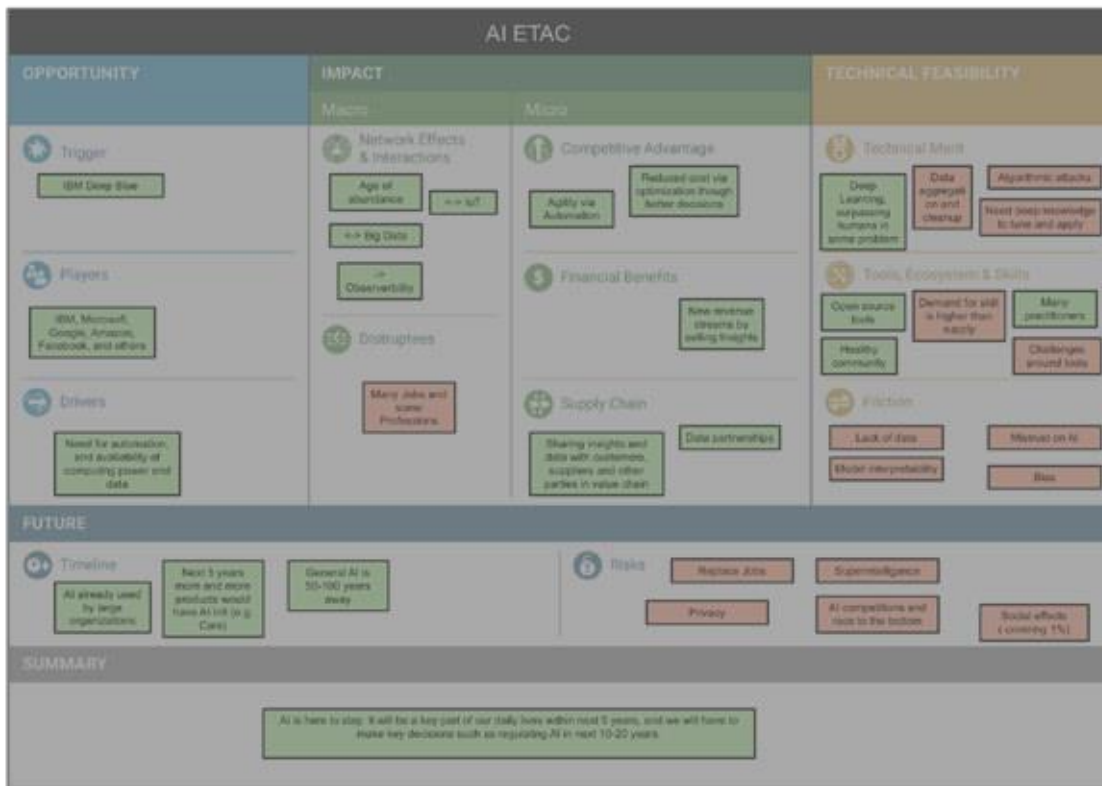 AI ETAC
OPPORTUNITY
IMPACT
TECHNICAL FEASIBILITY
Macro
Micro
Trigger
IBM Deep Blue
Players
IBM, Microsoft,
Google, Amazon,
Facebook, and others
Drivers
Need for automation,
and availability of
computing power and
data
Network Effects
& Interactions
Age of
abundance
<-> IoT
<-> Big Data
->
Observerbility
Disruptees
Many Jobs and
some
Professions
Competitive Advantage
Agility via
Automation
Reduced cost via
optimization though
better decisions
Financial Benefits
New revenue
streams by
selling Insights
Supply Chain
Sharing insights and
data with customers,
suppliers and other
parties in value chain
Data partnerships
Technical Merit
Deep
Learning,
surpassing
humans in
some problem
Data
aggregati
on and
cleanup
Algorithmic attacks
Need deep knowledge
to tune and apply
Tools, Ecosystem & Skills
Open source
tools
Demand for skill
is higher than
supply
Many
practitioners
Healthy
community
Challenges
around tools
Friction
Lack of data
Mistrust on AI
Model interpretability
Bias
FUTURE
Timeline
AI already used
by large
organizations
Next 5 years
more and more
products would
have AI in it (e.g.
Cars)
General AI is
50-100 years
away
Risks
Replace Jobs
Superintelligence
Privacy
AI competitions and
race to the bottom
Social effects
( covering 1%)
SUMMARY
AI is here to stay. It will be a key part of our daily lives within next 5 years, and we will have to
make key decisions such as regulating AI in next 10-20 years.